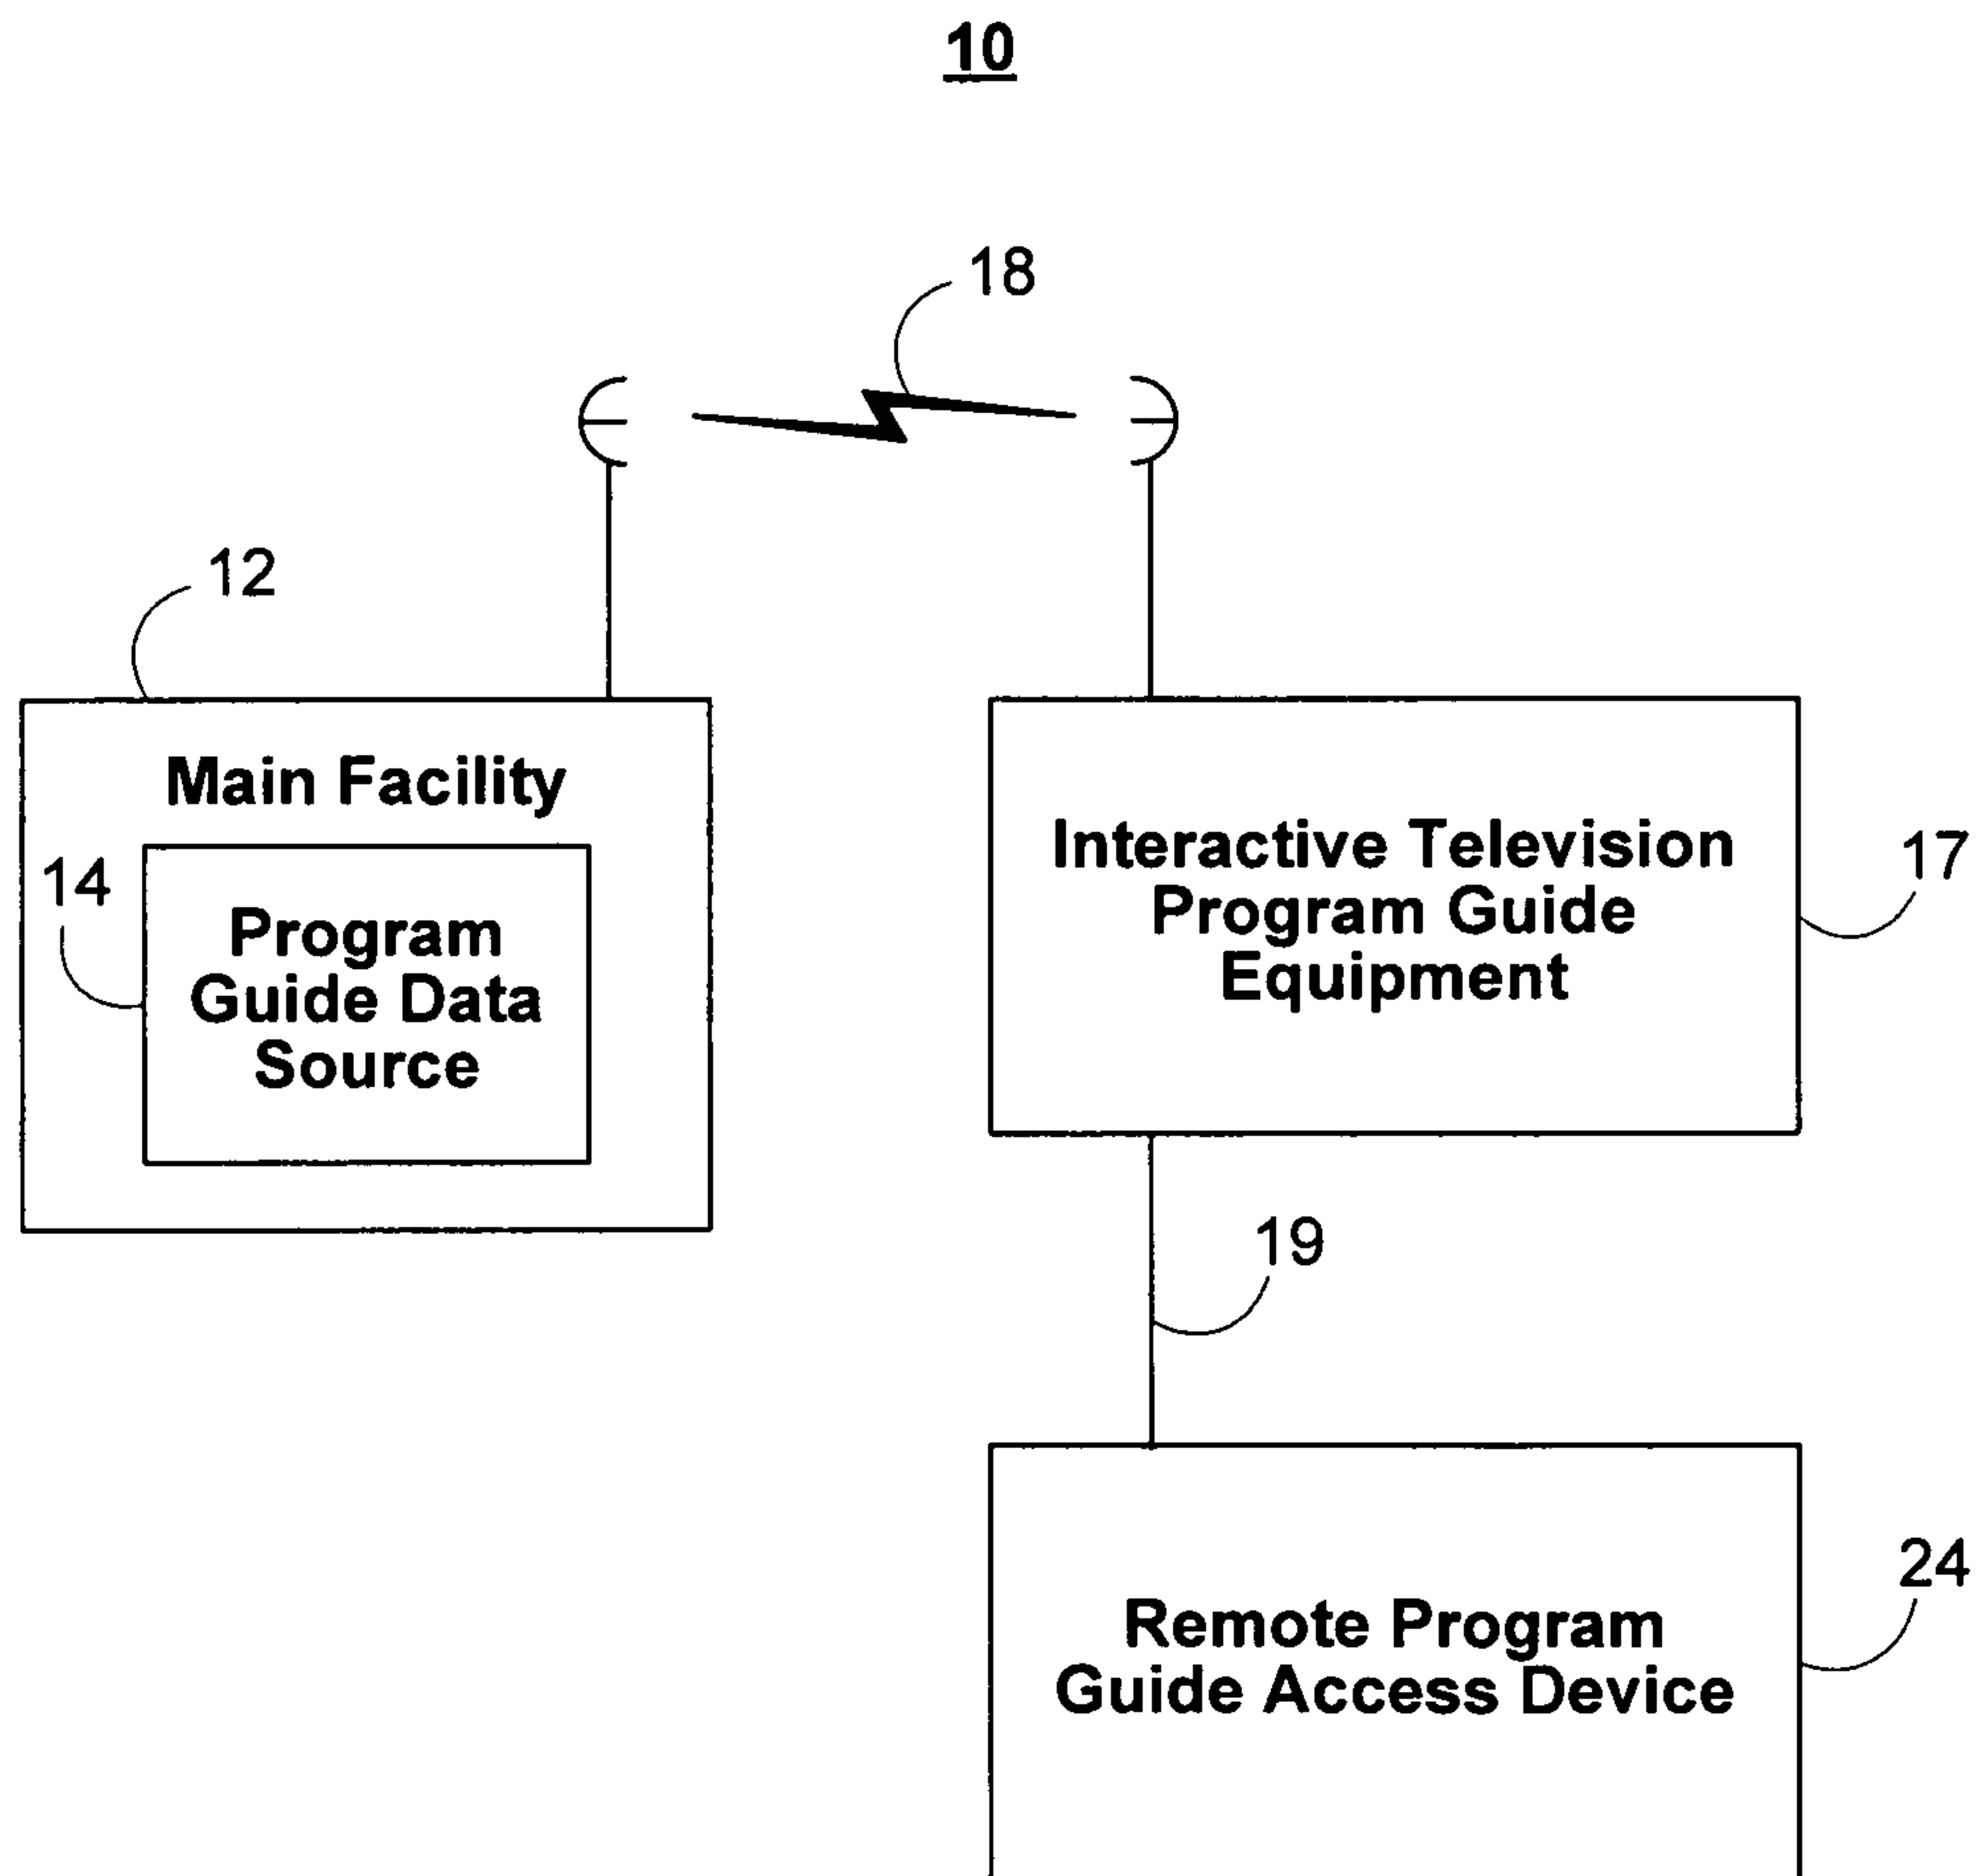 10
18
12
Main Facility
14
Program
Guide Data
Source
Interactive Television
Program Guide
Equipment
17
19
Remote Program
Guide Access Device
24